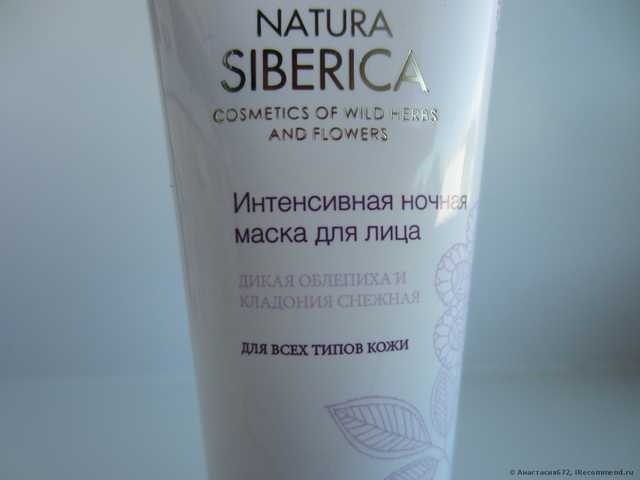 NATURA
SIBERICA
COSMETICS OF WILD HERBS
AND FLOWERS
Интенсивная ночная
маска для лица
ДИКАЯ ОБЛЕПИХА И
КЛАДОНИЯ СНЕЖНАЯ
ДЛЯ ВСЕХ ТИПОВ КОЖИ
© Анастасия672, IRecommend.ru